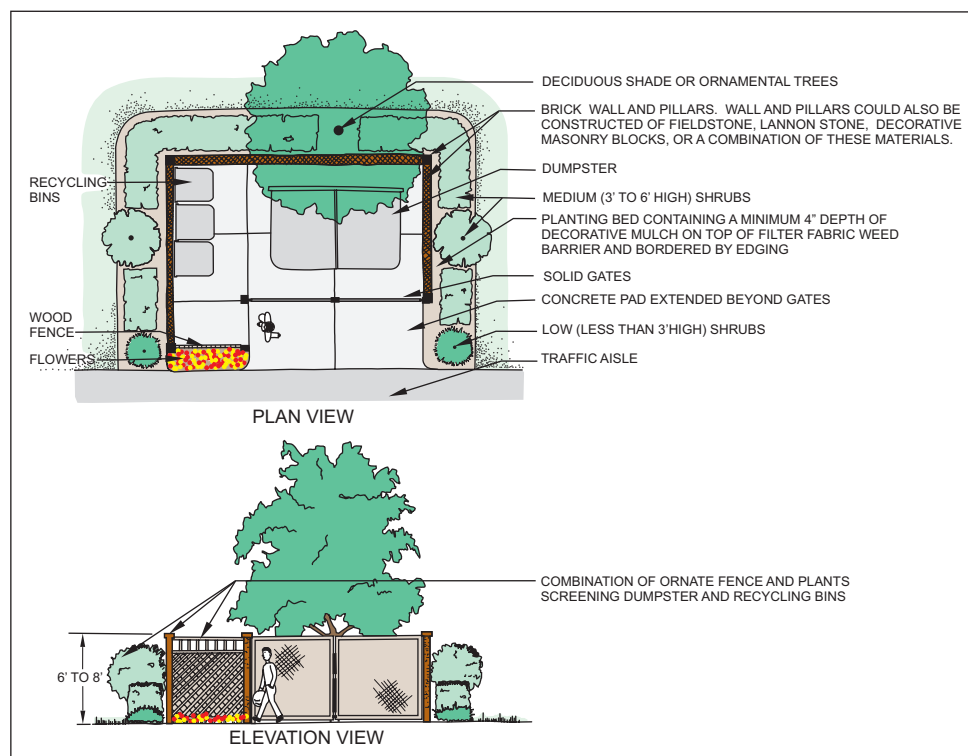 DECIDUOUS SHADE OR ORNAMENTAL TREES
BRICK WALL AND PILLARS. WALL AND PILLARS COULD ALSO BE
CONSTRUCTED OF FIELDSTONE, LANNON STONE, DECORATIVE
MASONRY BLOCKS, OR A COMBINATION OF THESE MATERIALS.
DUMPSTER
RECYCLING
BINS
MEDIUM (3' TO 6' HIGH) SHRUBS
PLANTING BED CONTAINING A MINIMUM 4" DEPTH OF
DECORATIVE MULCH ON TOP OF FILTER FABRIC WEED
BARRIER AND BORDERED BY EDGING
SOLID GATES
CONCRETE PAD EXTENDED BEYOND GATES
WOOD
FENCE
LOW (LESS THAN 3'HIGH) SHRUBS
FLOWERS
TRAFFIC AISLE
PLAN VIEW
COMBINATION OF ORNATE FENCE AND PLANTS
SCREENING DUMPSTER AND RECYCLING BINS
6' TO 8'
ELEVATION VIEW